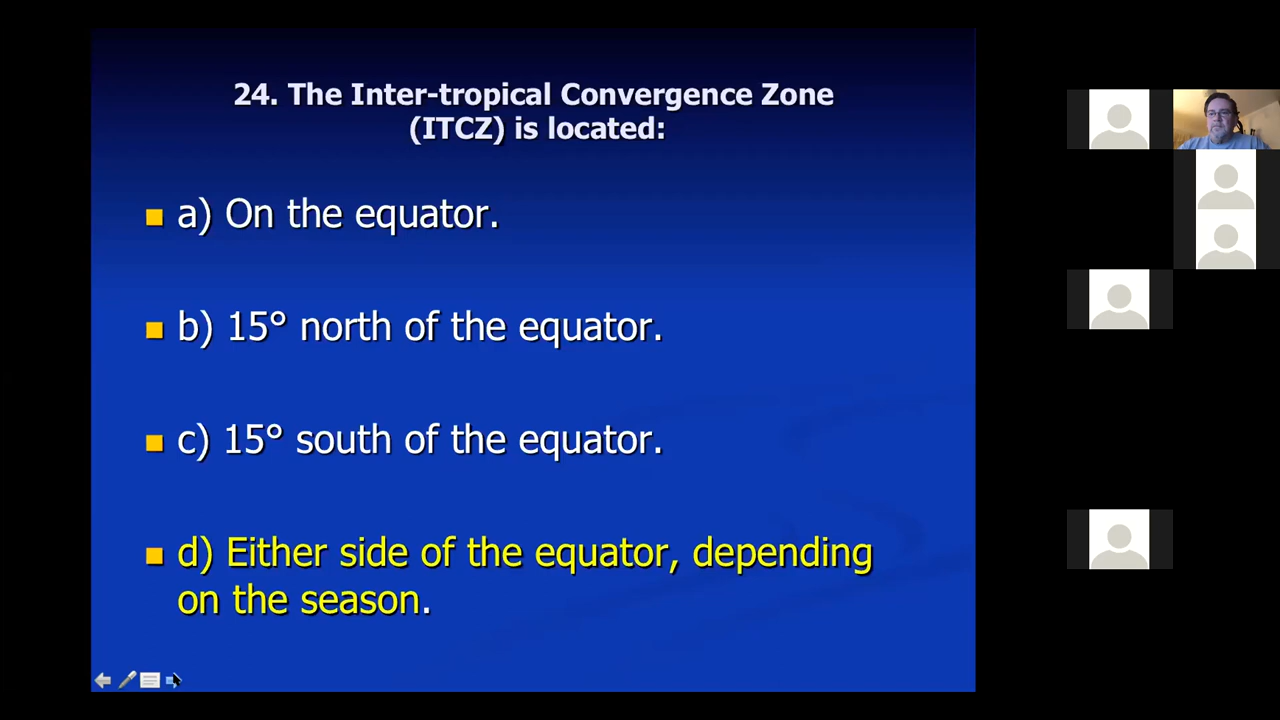 24. The Inter-tropical Convergence Zone
(ITCZ) is located:
a) On the equator.
b) 15° north of the equator.
c) 15° south of the equator.
d) Either side of the equator, depending
on the season.